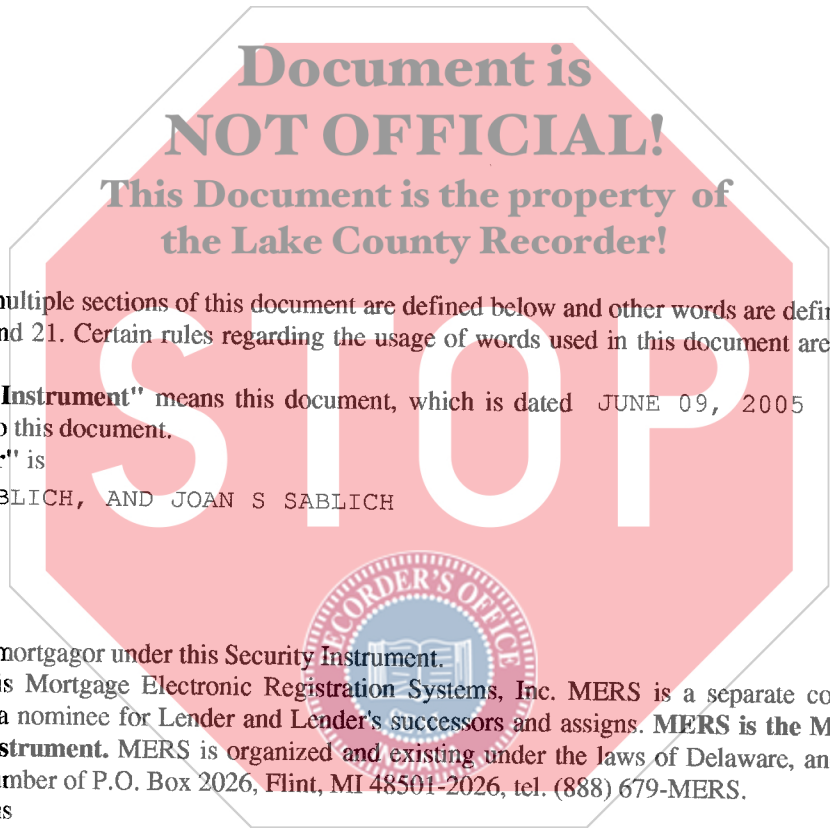 Document is
NOT OFFICIAL!
This Document is the property of
the Lake County Recorder!
STOP
multiple sections of this document are defined below and other words are defin
nd 21. Certain rules regarding the usage of words used in this document are
Instrument" means this document, which is dated JUNE 09, 2005
o this document.
r" is
BLICH, AND JOAN S SABLICH
RECORDER'S OFFICE
mortgagor under this Security Instrument.
is Mortgage Electronic Registration Systems, Inc. MERS is a separate co
a nominee for Lender and Lender's successors and assigns. MERS is the M
strument. MERS is organized and existing under the laws of Delaware, an
mber of P.O. Box 2026, Flint, MI 48501-2026, tel. (888) 679-MERS.
is